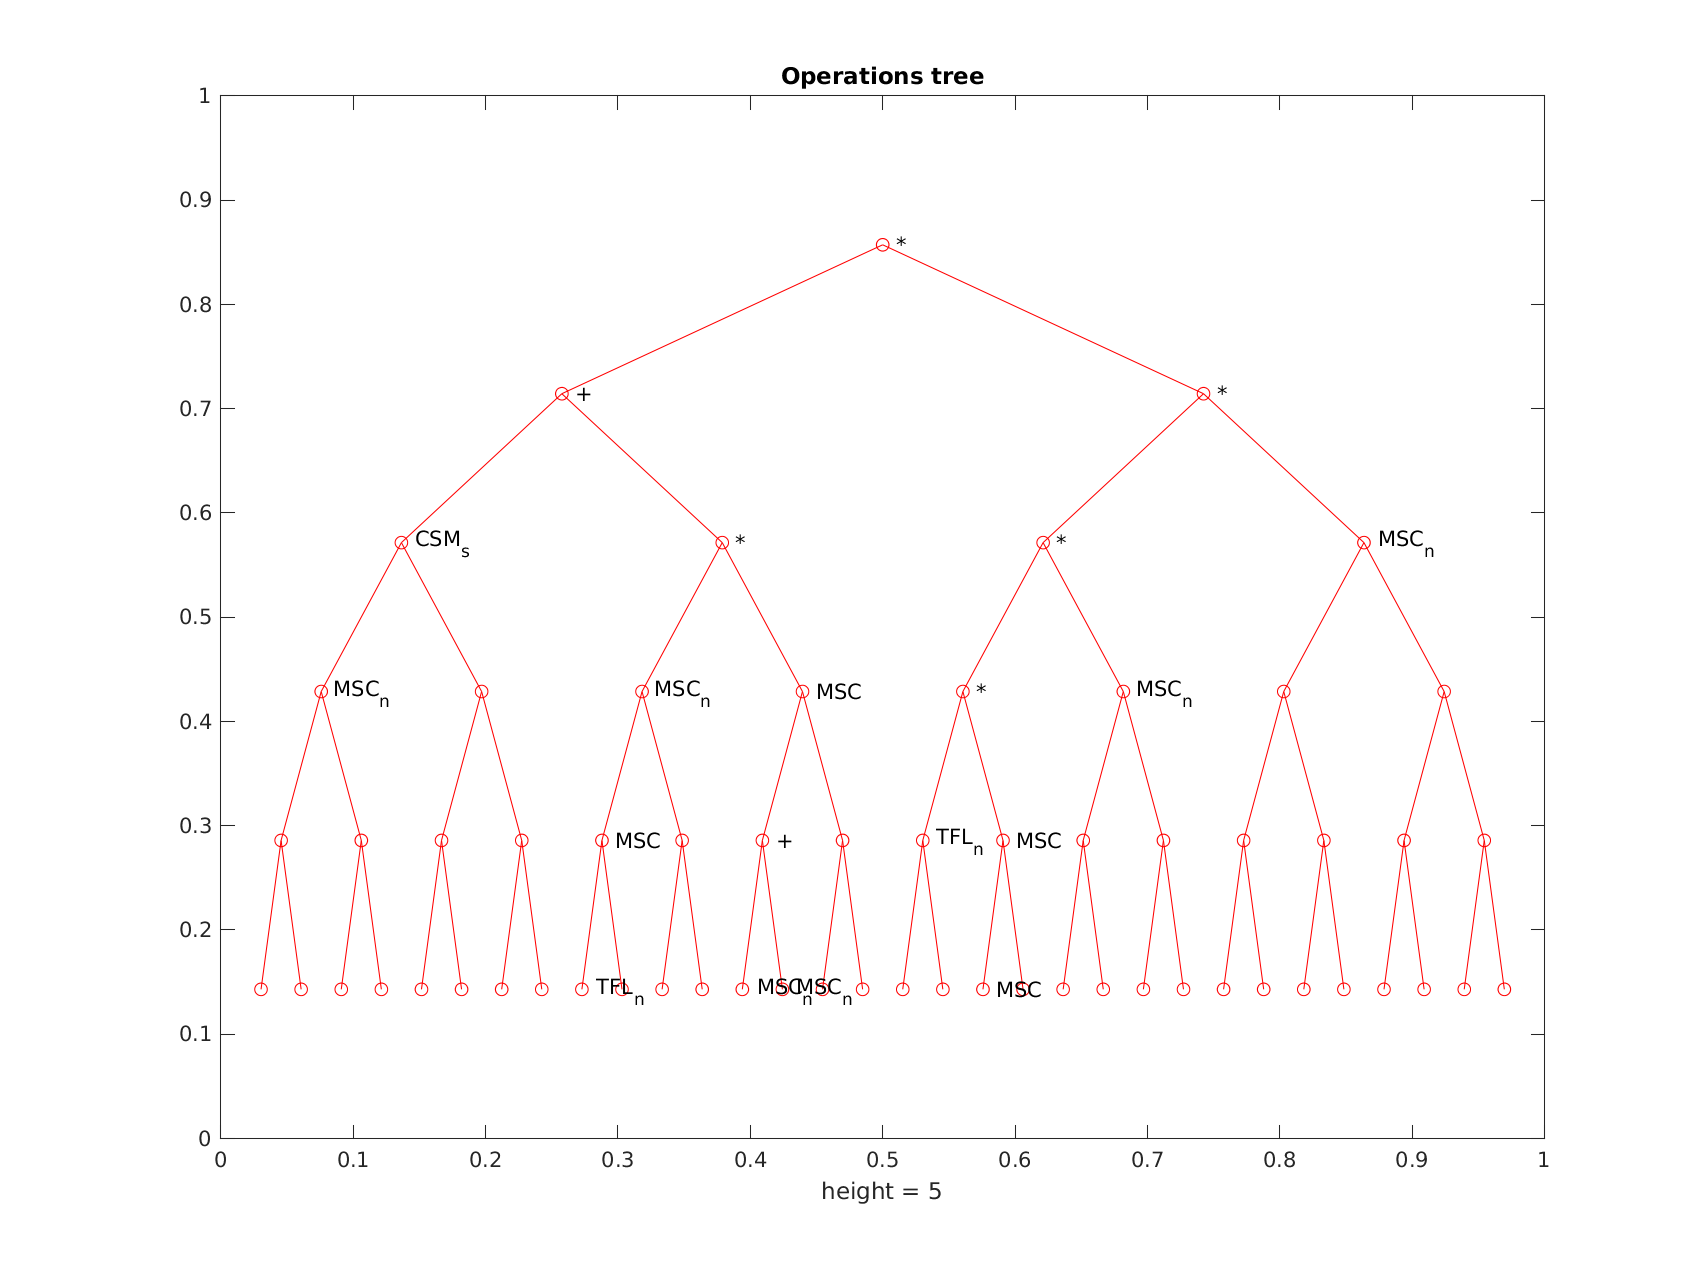 Operations tree
1
0.9
*
0.8
+ *
0.7
0.6
CSMs * * MSCn
0.5
MSCn MSCn MSC * MSCn
0.4
0.3
MSC + TFLn MSC
0.2
TFLn MSCn MSCn MSC
0.1
0
0 0.1 0.2 0.3 0.4 0.5 0.6 0.7 0.8 0.9 1
height = 5